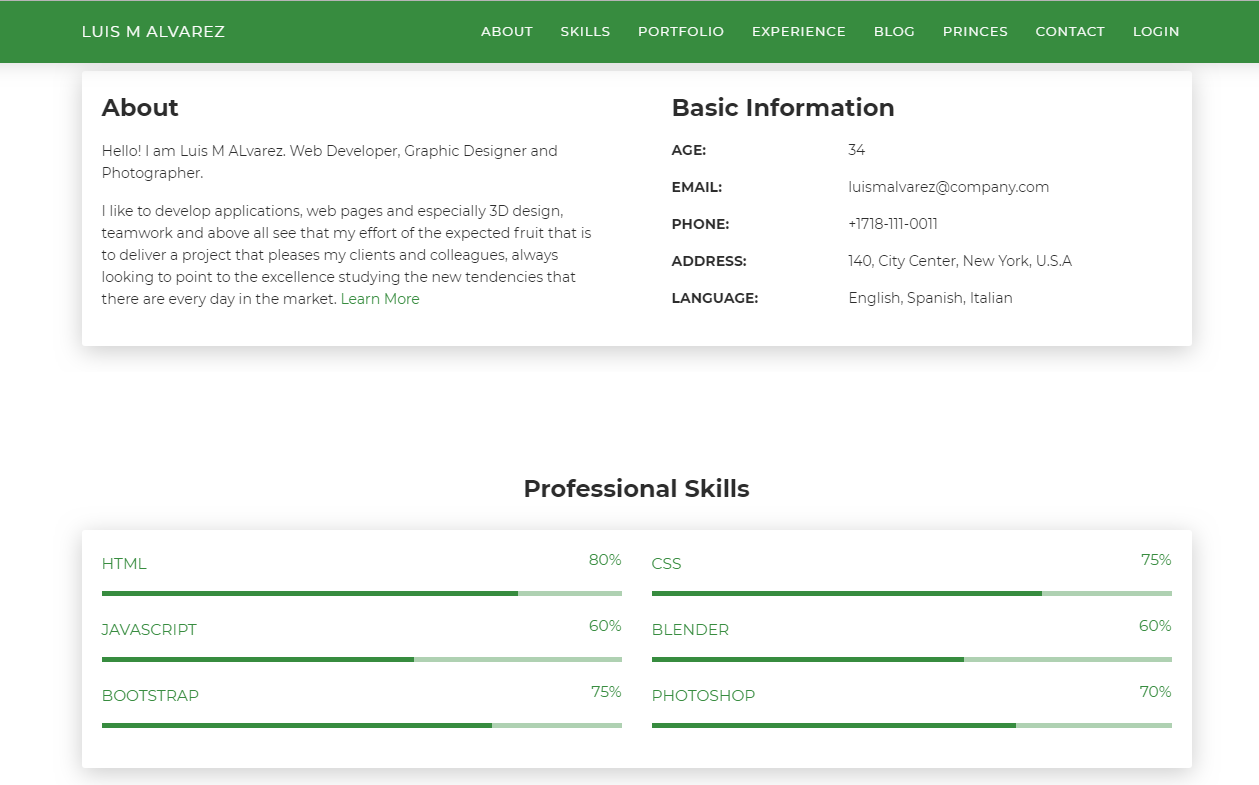 LUIS M ALVAREZ ABOUT SKILLS PORTFOLIO EXPERIENCE BLOG PRINCES CONTACT LOGIN
About
Hello! I am Luis M ALvarez. Web Developer, Graphic Designer and
Photographer.
I like to develop applications, web pages and especially 3D design,
teamwork and above all see that my effort of the expected fruit that is
to deliver a project that pleases my clients and colleagues, always
looking to point to the excellence studying the new tendencies that
there are every day in the market. Learn More
Basic Information
AGE: 34
EMAIL: luismalvarez@company.com
PHONE: +1718-111-0011
ADDRESS: 140, City Center, New York, U.S.A
LANGUAGE: English, Spanish, Italian
Professional Skills
HTML 80%
CSS 75%
JAVASCRIPT 60%
BLENDER 60%
BOOTSTRAP 75%
PHOTOSHOP 70%